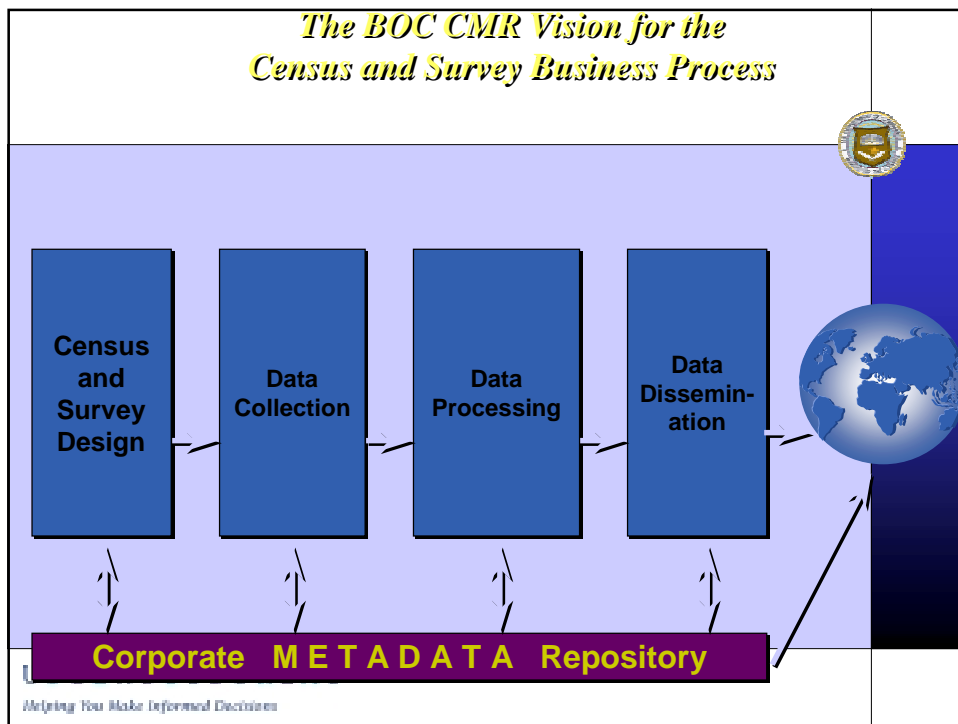 The BOC CMR Vision for the
Census and Survey Business Process
Census
and
Survey
Design
Data
Collection
Data
Processing
Data
Dissemin-
ation
Corporate M E T A D A T A Repository
Helping You Make Informed Decisions